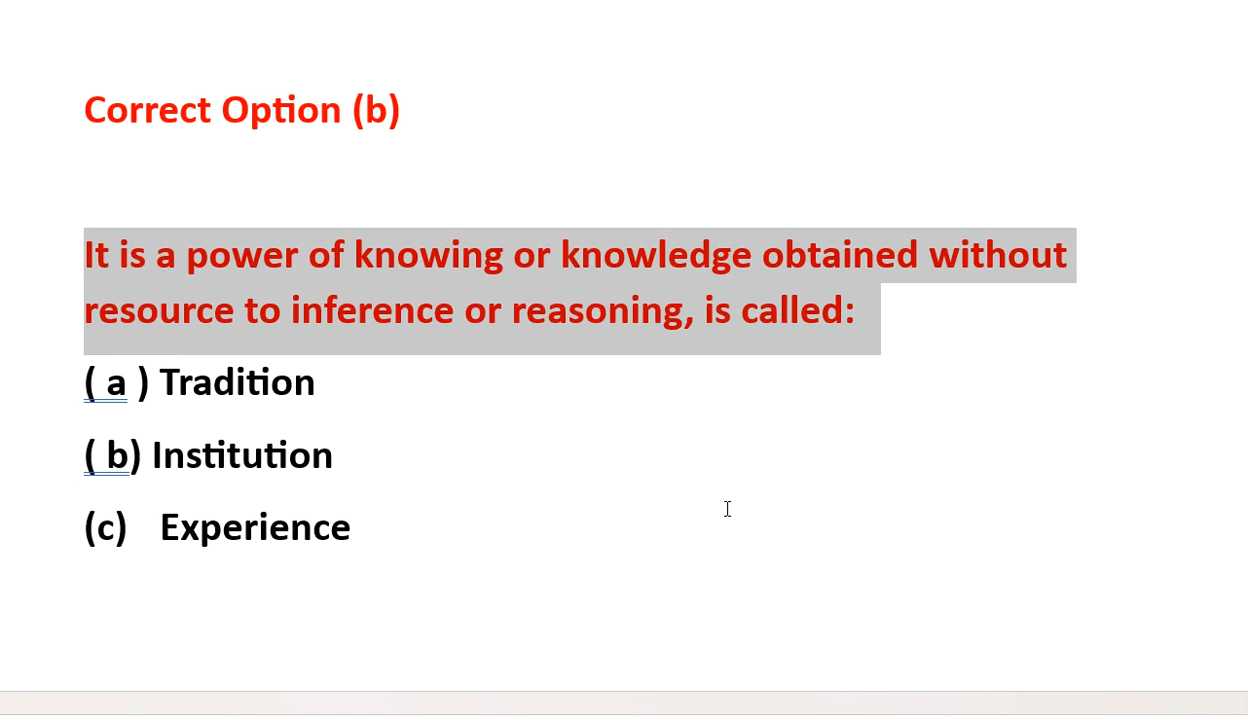 Correct Option (b)
It is a power of knowing or knowledge obtained without
resource to inference or reasoning, is called:
( a ) Tradition
( b) Institution
(c) Experience